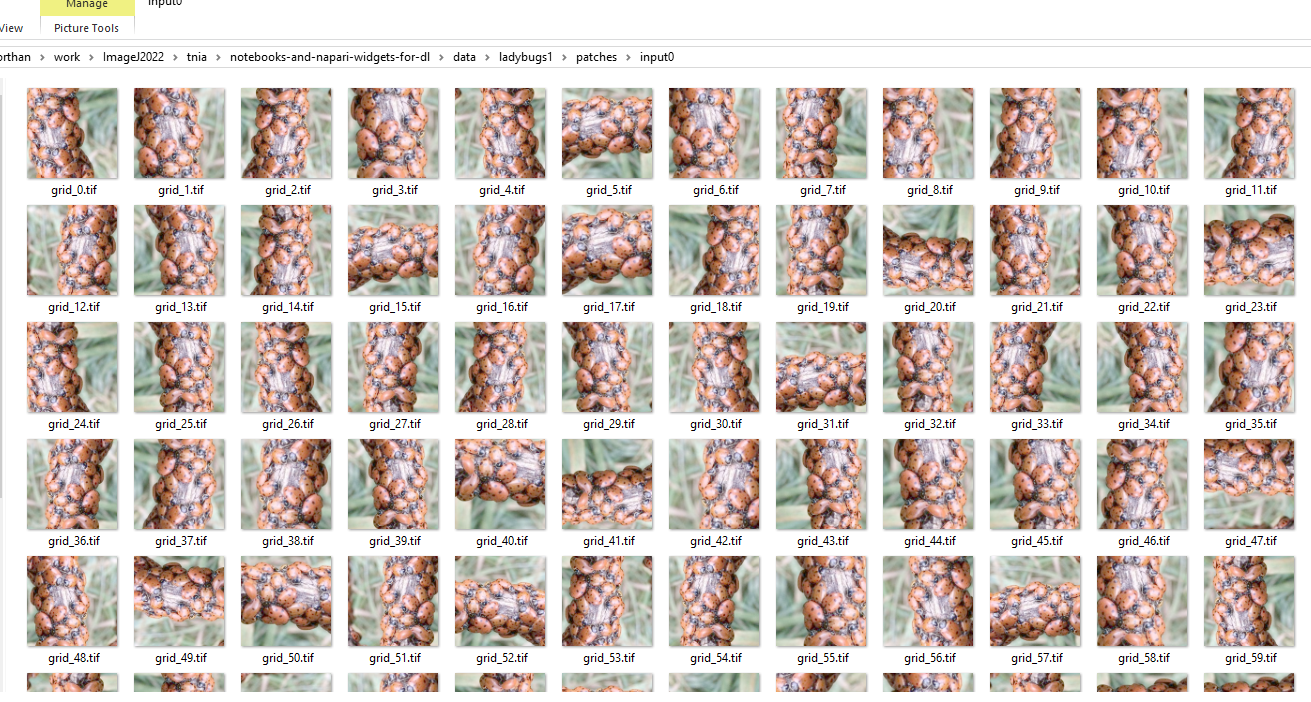 Manage
input0
View
Picture Tools
orthan > work > ImageJ2022 > tnia > notebooks-and-napari-widgets-for-dl > data > ladybugs1 > patches > input0
grid_0.tif grid_1.tif grid_2.tif grid_3.tif grid_4.tif grid_5.tif grid_6.tif grid_7.tif grid_8.tif grid_9.tif grid_10.tif grid_11.tif
grid_12.tif grid_13.tif grid_14.tif grid_15.tif grid_16.tif grid_17.tif grid_18.tif grid_19.tif grid_20.tif grid_21.tif grid_22.tif grid_23.tif
grid_24.tif grid_25.tif grid_26.tif grid_27.tif grid_28.tif grid_29.tif grid_30.tif grid_31.tif grid_32.tif grid_33.tif grid_34.tif grid_35.tif
grid_36.tif grid_37.tif grid_38.tif grid_39.tif grid_40.tif grid_41.tif grid_42.tif grid_43.tif grid_44.tif grid_45.tif grid_46.tif grid_47.tif
grid_48.tif grid_49.tif grid_50.tif grid_51.tif grid_52.tif grid_53.tif grid_54.tif grid_55.tif grid_56.tif grid_57.tif grid_58.tif grid_59.tif